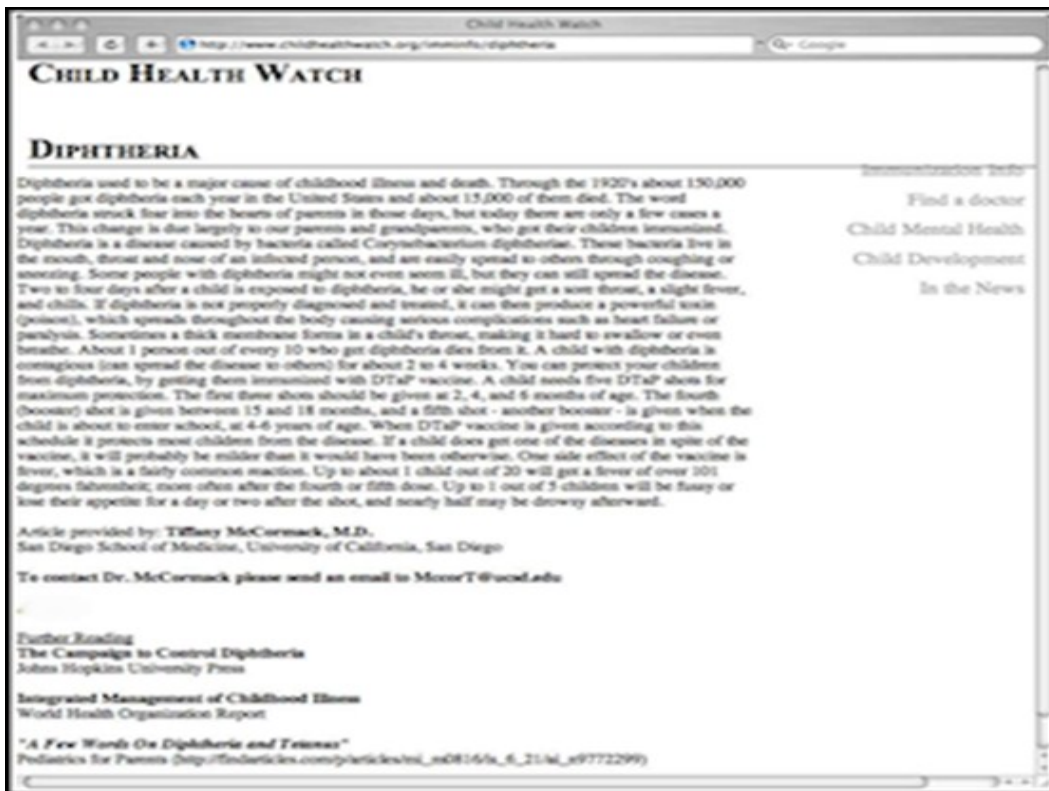 Child Health Watch
http://www.childhealthwatch.org/imminfo/diphtheria
Google
CHILD HEALTH WATCH
DIPHTHERIA
Diphtheria used to be a major cause of childhood illness and death. Through the 1920's about 150,000
people got diphtheria each year in the United States and about 15,000 of them died. The word
diphtheria struck fear into the hearts of parents in those days, but today there are only a few cases a
year. This change is due largely to our parents and grandparents, who got their children immunized.
Diphtheria is a disease caused by bacteria called Corynebacterium diphtheriae. These bacteria live in
the mouth, throat and nose of an infected person, and are easily spread to others through coughing or
sneezing. Some people with diphtheria might not even seem ill, but they can still spread the disease.
Two to four days after a child is exposed to diphtheria, he or she might get a sore throat, a slight fever,
and chills. If diphtheria is not properly diagnosed and treated, it can then produce a powerful toxin
(poison), which spreads throughout the body causing serious complications such as heart failure or
paralysis. Sometimes a thick membrane forms in a child's throat, making it hard to swallow or even
breathe. About 1 person out of every 10 who get diphtheria dies from it. A child with diphtheria is
contagious (can spread the disease to others) for about 2 to 4 weeks. You can protect your children
from diphtheria, by getting them immunized with DTaP vaccine. A child needs five DTaP shots for
maximum protection. The first three shots should be given at 2, 4, and 6 months of age. The fourth
(booster) shot is given between 15 and 18 months, and a fifth shot - another booster - is given when the
child is about to enter school, at 4-6 years of age. When DTaP vaccine is given according to this
schedule it protects most children from the disease. If a child does get one of the diseases in spite of the
vaccine, it will probably be milder than it would have been otherwise. One side effect of the vaccine is
fever, which is a fairly common reaction. Up to about 1 child out of 20 will get a fever of over 101
degrees fahrenheit; more often after the fourth or fifth dose. Up to 1 out of 5 children will be fussy or
lose their appetite for a day or two after the shot, and nearly half may be drowsy afterward.
Immunization Info
Find a doctor
Child Mental Health
Child Development
In the News
Article provided by: Tiffany McCormack, M.D.
San Diego School of Medicine, University of California, San Diego
To contact Dr. McCormack please send an email to MccorT@ucsd.edu
Further Reading
The Campaign to Control Diphtheria
Johns Hopkins University Press
Integrated Management of Childhood Illness
World Health Organization Report
"A Few Words On Diphtheria and Tetanus"
Pediatrics for Parents (http://findarticles.com/p/articles/mi_m0816/is_6_21/ai_n9772299)